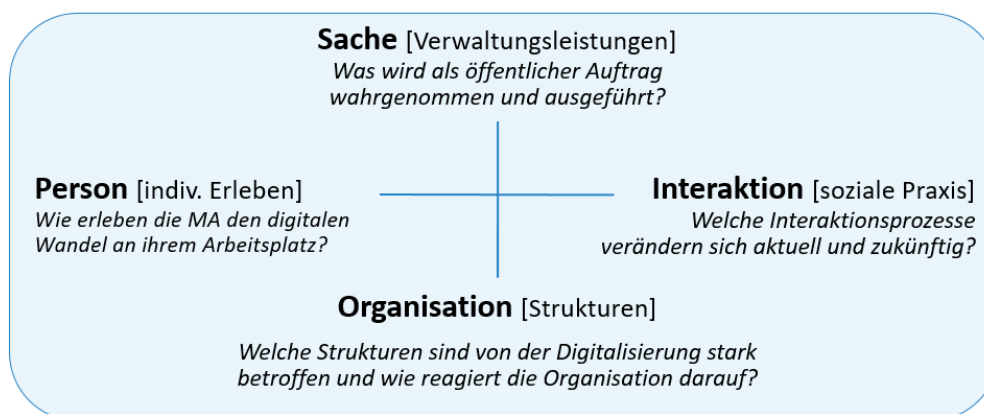 Sache [Verwaltungsleistungen]
Was wird als öffentlicher Auftrag
wahrgenommen und ausgeführt?
Person [indiv. Erleben]
Wie erleben die MA den digitalen
Wandel an ihrem Arbeitsplatz?
Interaktion [soziale Praxis]
Welche Interaktionsprozesse
verändern sich aktuell und zukünftig?
Organisation [Strukturen]
Welche Strukturen sind von der Digitalisierung stark
betroffen und wie reagiert die Organisation darauf?